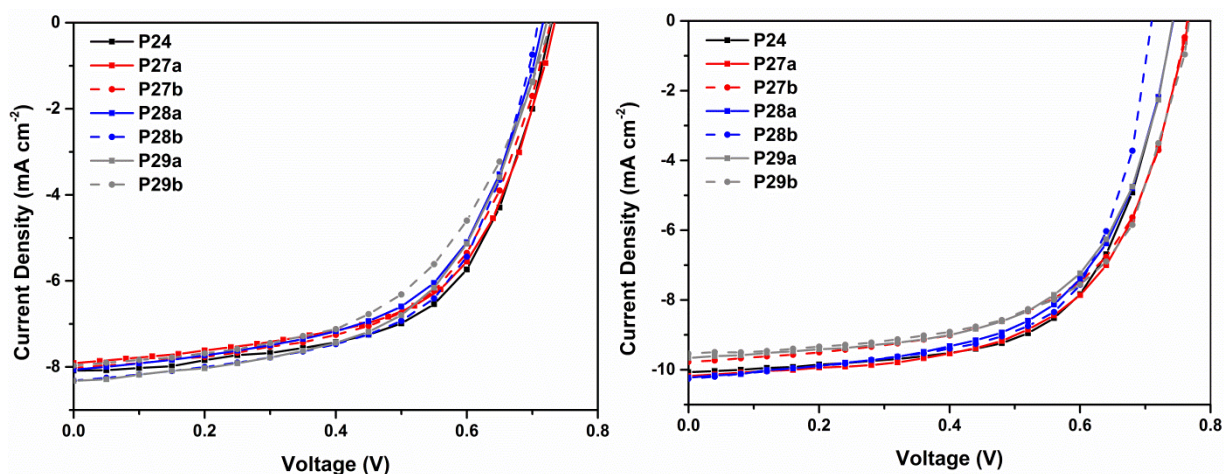 0
-2
-4
-6
-8
Current Density (mA cm⁻²)
P24
P27a
P27b
P28a
P28b
P29a
P29b
0.0 0.2 0.4 0.6 0.8
Voltage (V)
0
-2
-4
-6
-8
-10
Current Density (mA cm⁻²)
P24
P27a
P27b
P28a
P28b
P29a
P29b
0.0 0.2 0.4 0.6 0.8
Voltage (V)